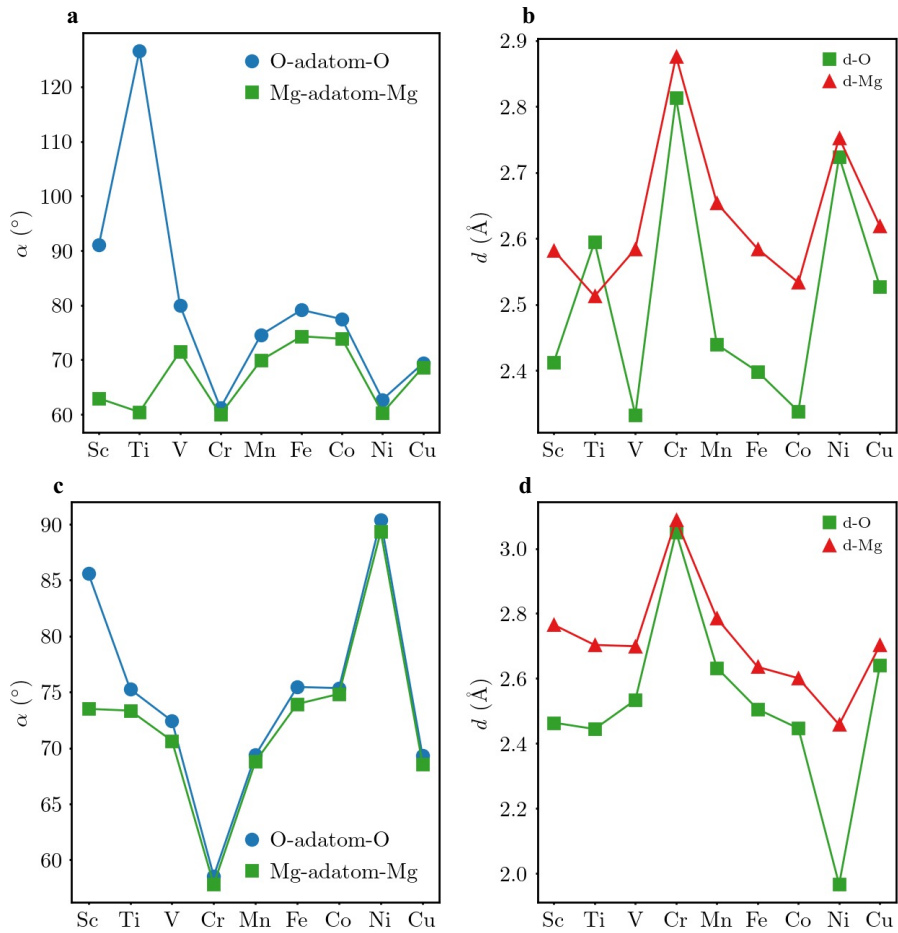 a
O-adatom-O
Mg-adatom-Mg
α (°)
120
110
100
90
80
70
60
Sc Ti V Cr Mn Fe Co Ni Cu
b
d-O
d-Mg
d (Å)
2.9
2.8
2.7
2.6
2.5
2.4
Sc Ti V Cr Mn Fe Co Ni Cu
c
O-adatom-O
Mg-adatom-Mg
α (°)
90
85
80
75
70
65
60
Sc Ti V Cr Mn Fe Co Ni Cu
d
d-O
d-Mg
d (Å)
3.0
2.8
2.6
2.4
2.2
2.0
Sc Ti V Cr Mn Fe Co Ni Cu